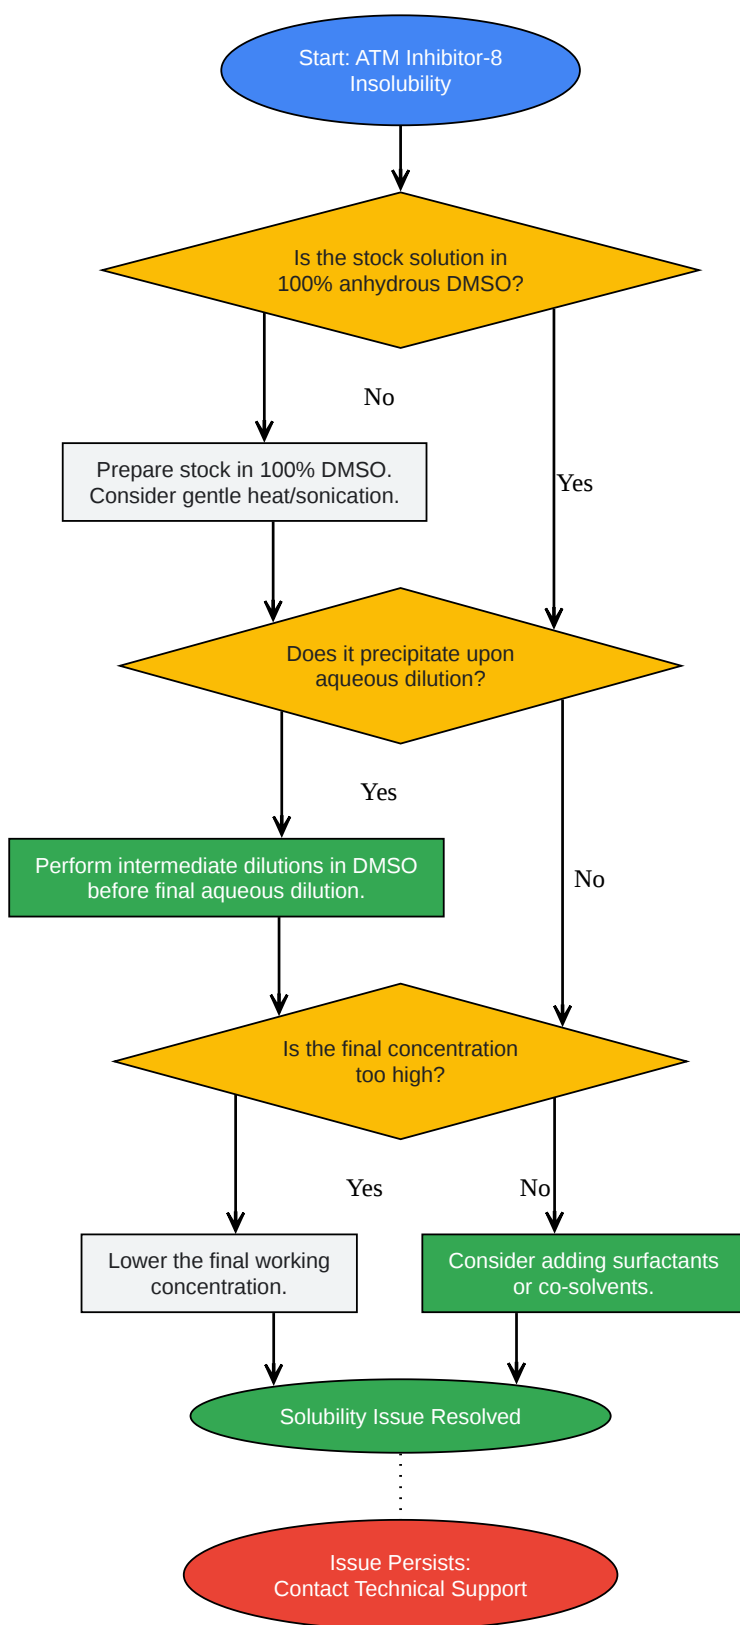 Start: ATM Inhibitor-8
Insolubility
Is the stock solution in
100% anhydrous DMSO?
No
Prepare stock in 100% DMSO.
Consider gentle heat/sonication.
Yes
Does it precipitate upon
aqueous dilution?
Yes
Perform intermediate dilutions in DMSO
before final aqueous dilution.
No
Is the final concentration
too high?
Yes
No
Lower the final working
concentration.
Consider adding surfactants
or co-solvents.
Solubility Issue Resolved
Issue Persists:
Contact Technical Support